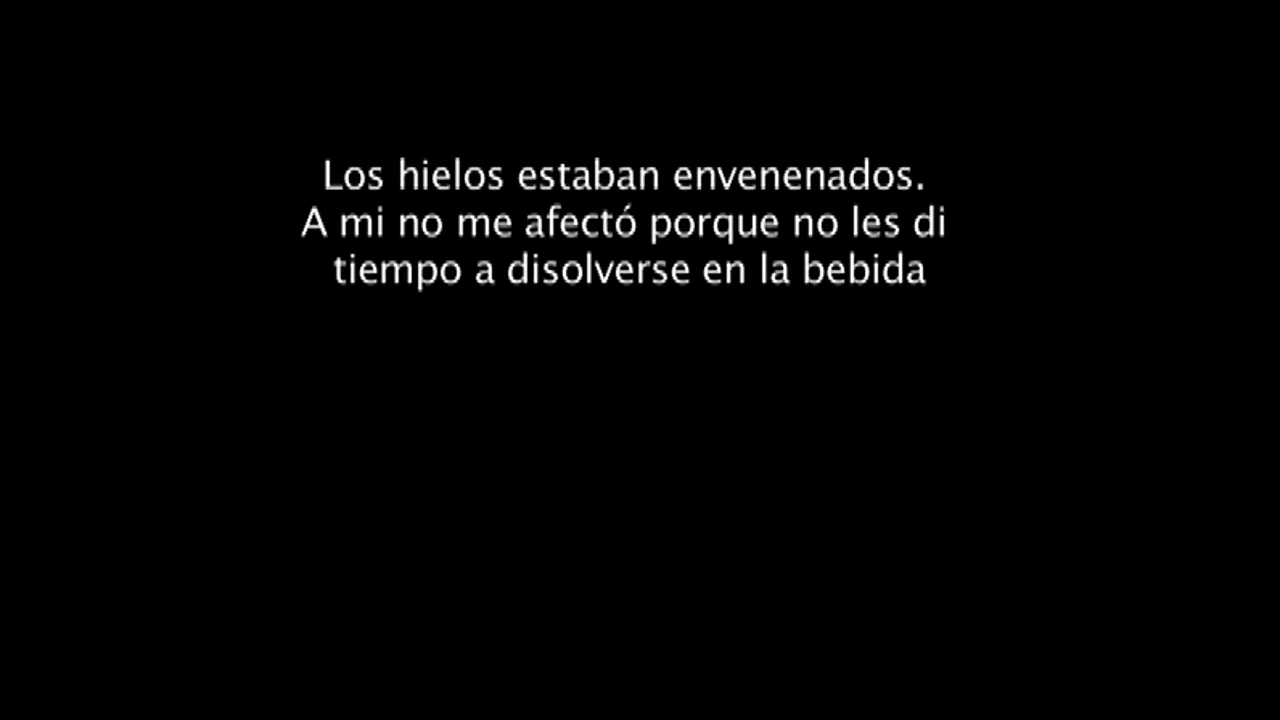 Los hielos estaban envenenados.
A mi no me afectó porque no les di
tiempo a disolverse en la bebida